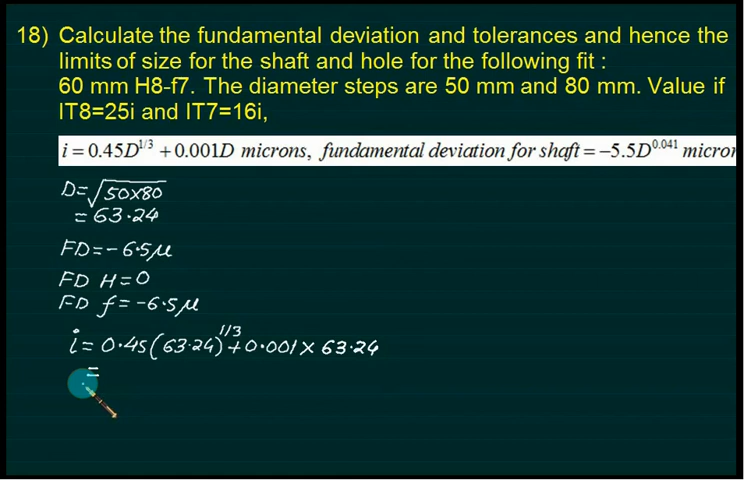 18) Calculate the fundamental deviation and tolerances and hence the
limits of size for the shaft and hole for the following fit :
60 mm H8-f7. The diameter steps are 50 mm and 80 mm. Value if
IT8=25i and IT7=16i,
i = 0.45D^1/3 + 0.001D microns, fundamental deviation for shaft = −5.5D^0.041 micron
D=√50×80
= 63.24
FD=-6.5μ
FD H=0
FD f=-6.5μ
i= 0.45(63.24)^1/3+0.001×63.24
=